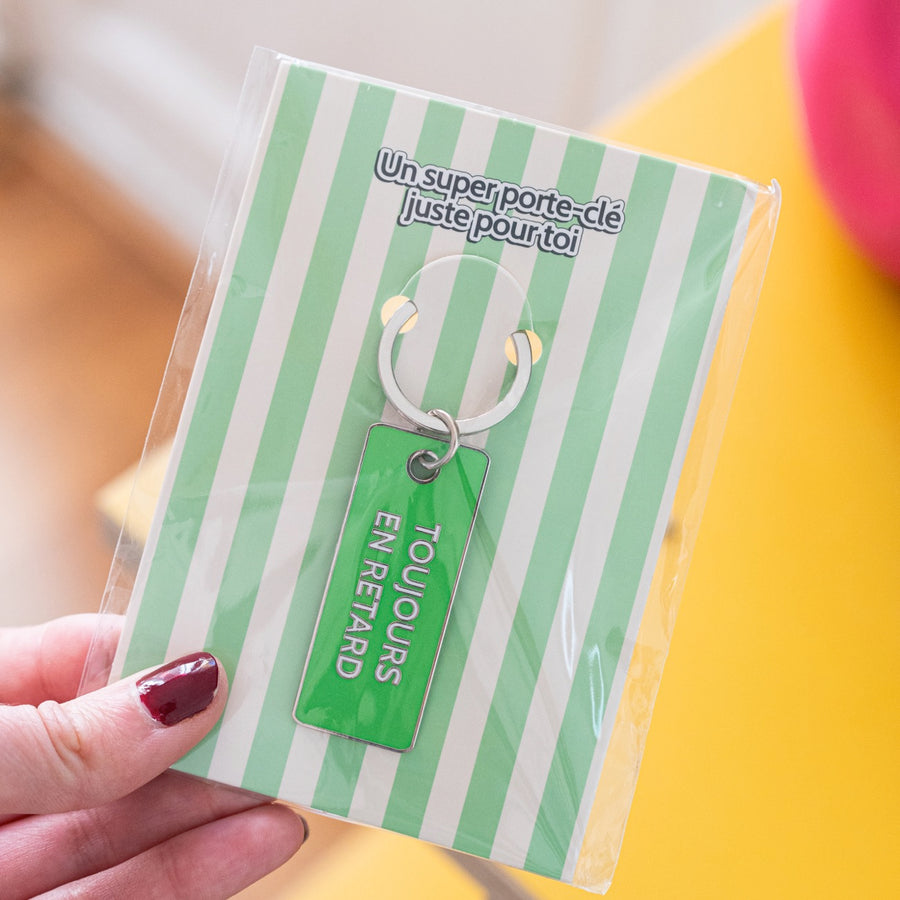 Un super porte-clé
juste pour toi
TOUJOURS
EN RETARD